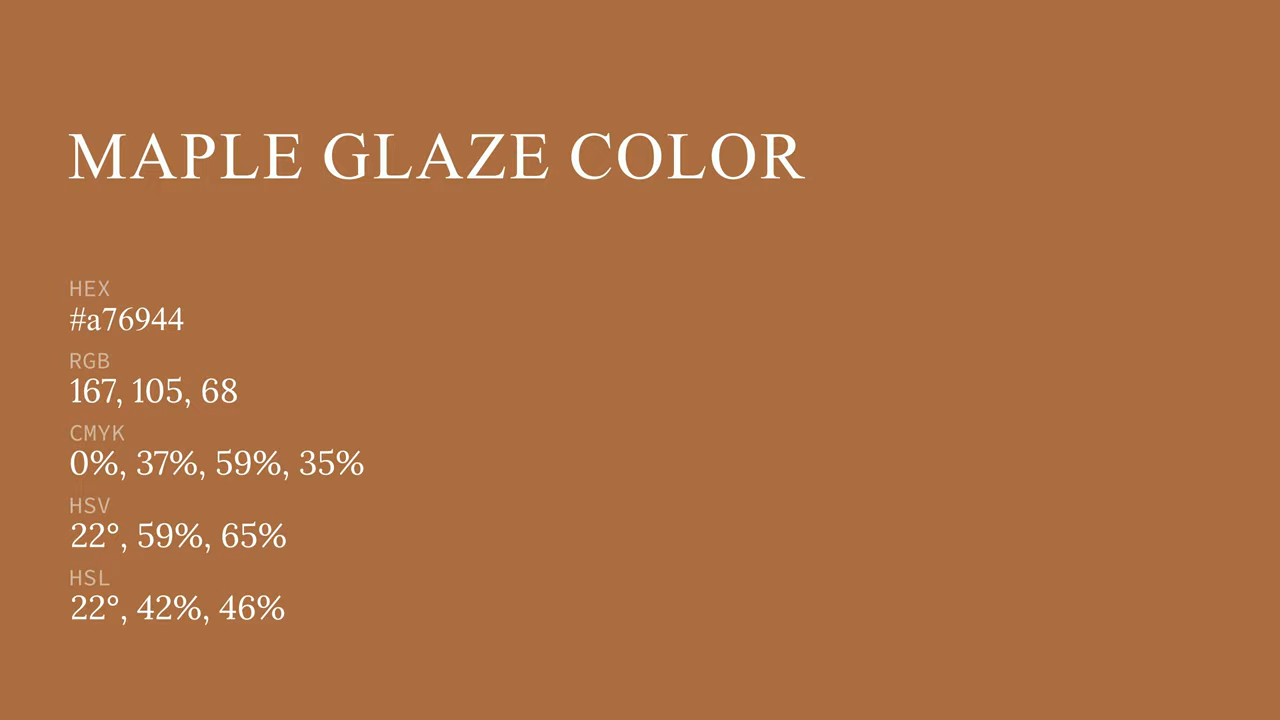 MAPLE GLAZE COLOR
HEX
#a76944
RGB
167, 105, 68
CMYK
0%, 37%, 59%, 35%
HSV
22°, 59%, 65%
HSL
22°, 42%, 46%